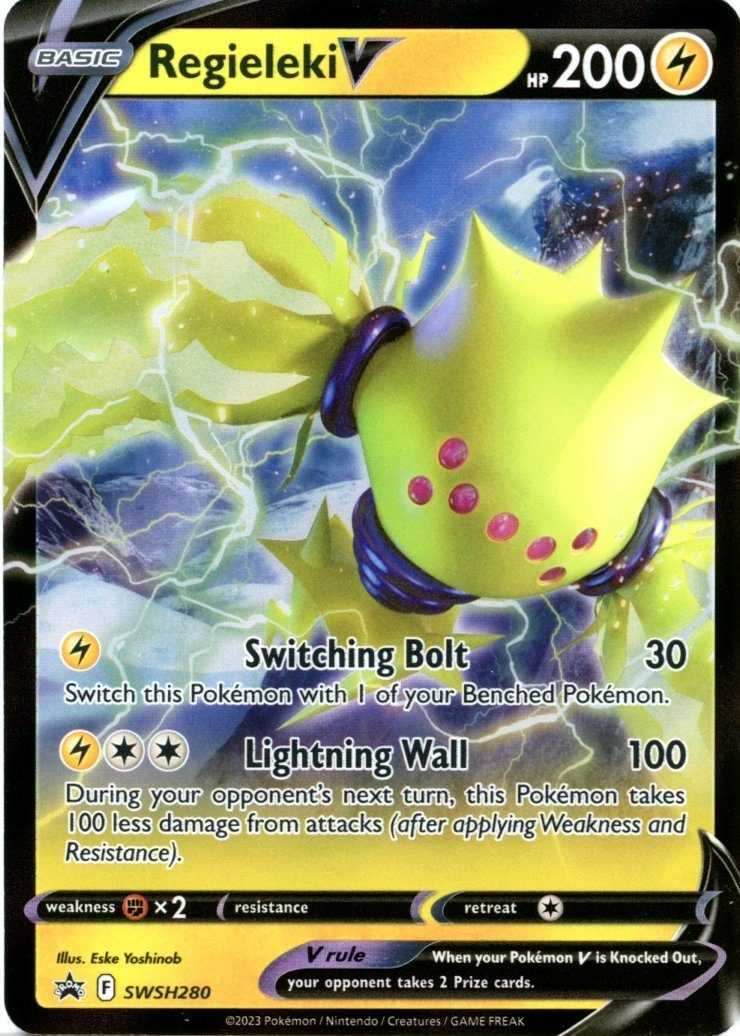 BASIC Regieleki V HP 200
Switching Bolt 30
Switch this Pokémon with 1 of your Benched Pokémon.
Lightning Wall 100
During your opponent's next turn, this Pokémon takes
100 less damage from attacks (after applying Weakness and
Resistance).
weakness ×2 resistance retreat
Illus. Eske Yoshinob
V rule When your Pokémon V is Knocked Out,
your opponent takes 2 Prize cards.
PROMO F SWSH280
©2023 Pokémon / Nintendo / Creatures / GAME FREAK